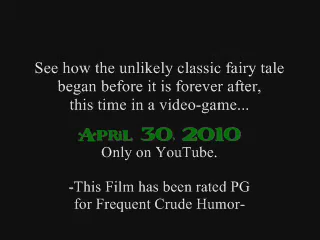 See how the unlikely classic fairy tale
began before it is forever after,
this time in a video-game...
April 30, 2010
Only on YouTube.
-This Film has been rated PG
for Frequent Crude Humor-